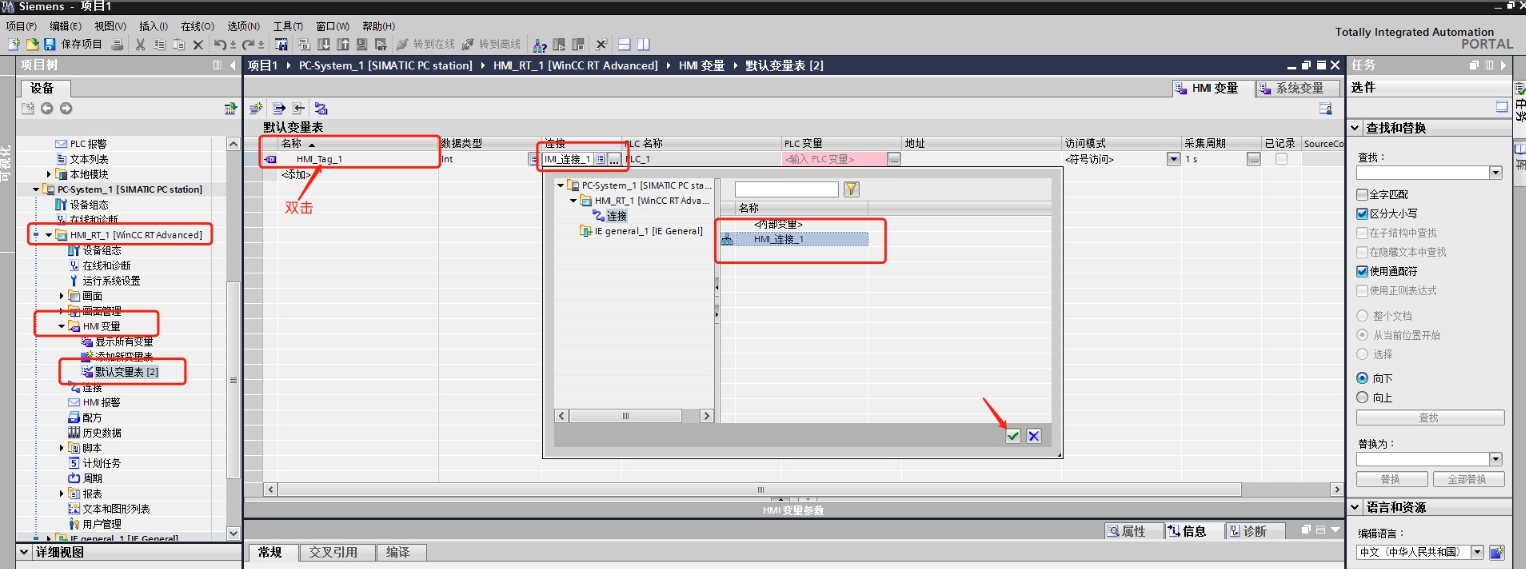 Siemens - 项目1
项目(P) 编辑(E) 视图(V) 插入(I) 在线(O) 选项(N) 工具(T) 窗口(W) 帮助(H)
保存项目 转到在线 转到离线
Totally Integrated Automation
PORTAL
项目树
项目1 PC-System_1 [SIMATIC PC station] HMI_RT_1 [WinCC RT Advanced] HMI 变量 默认变量表 [2]
任务
设备
HMI 变量 系统变量
选件
默认变量表
名称 数据类型 连接 PLC 名称 PLC 变量 地址 访问模式 采集周期 已记录 SourceCo
HMI_Tag_1 Int HMI_连接_1 ... PLC_1 <输入 PLC 变量> ... <符号访问> 1 s ...
<添加>
双击
PLC 报警
文本列表
本地模块
PC-System_1 [SIMATIC PC station]
设备组态
在线和诊断
HMI_RT_1 [WinCC RT Advanced]
设备组态
在线和诊断
运行系统设置
画面
画面管理
HMI 变量
显示所有变量
添加新变量表
默认变量表 [2]
连接
HMI 报警
配方
历史数据
脚本
计划任务
周期
报表
文本和图形列表
用户管理
IE general_1 [IE General]
详细视图
可视化
PC-System_1 [SIMATIC PC sta...
HMI_RT_1 [WinCC RT Adva...
连接
IE general_1 [IE General]
名称
<内部变量>
HMI_连接_1
HMI 变量参数
属性 信息 诊断
常规 交叉引用 编译
查找和替换
查找：
全字匹配
区分大小写
在子结构中查找
在隐藏文本中查找
使用通配符
使用正则表达式
整个文档
从当前位置开始
选择
向下
向上
查找
替换为：
替换 全部替换
语言和资源
编辑语言：
中文（中华人民共和国）
任务
库